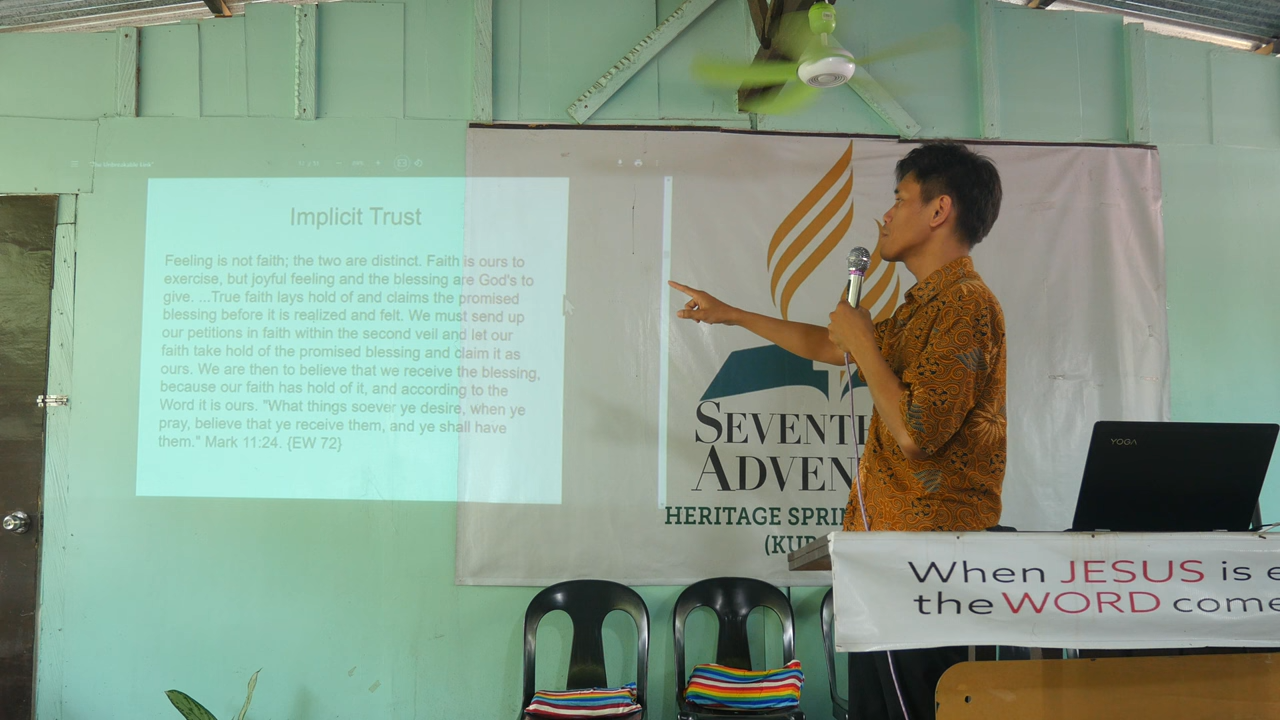 Implicit Trust
Feeling is not faith; the two are distinct. Faith is ours to
exercise, but joyful feeling and the blessing are God's to
give. ...True faith lays hold of and claims the promised
blessing before it is realized and felt. We must send up
our petitions in faith within the second veil and let our
faith take hold of the promised blessing and claim it as
ours. We are then to believe that we receive the blessing,
because our faith has hold of it, and according to the
Word it is ours. "What things soever ye desire, when ye
pray, believe that ye receive them, and ye shall have
them." Mark 11:24. {EW 72}
SEVENTH
ADVEN
HERITAGE SPRI
(KUR
YOGA
When JESUS is e
the WORD come